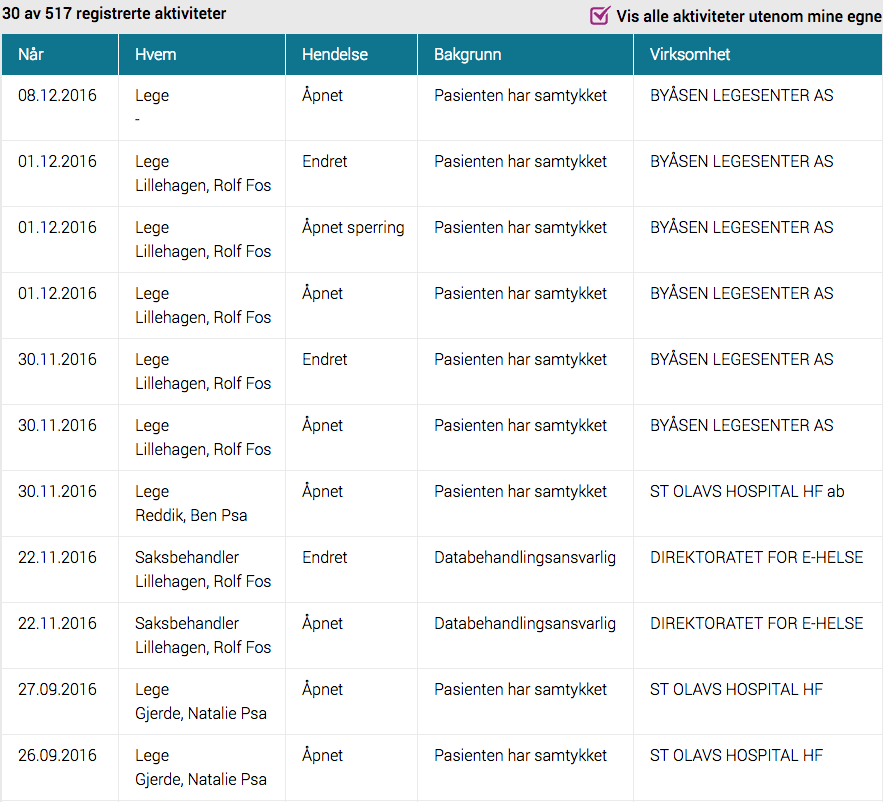 30 av 517 registrerte aktiviteter Vis alle aktiviteter utenom mine egne
Når Hvem Hendelse Bakgrunn Virksomhet
08.12.2016 Lege Åpnet Pasienten har samtykket BYÅSEN LEGESENTER AS
-
01.12.2016 Lege Endret Pasienten har samtykket BYÅSEN LEGESENTER AS
Lillehagen, Rolf Fos
01.12.2016 Lege Åpnet sperring Pasienten har samtykket BYÅSEN LEGESENTER AS
Lillehagen, Rolf Fos
01.12.2016 Lege Åpnet Pasienten har samtykket BYÅSEN LEGESENTER AS
Lillehagen, Rolf Fos
30.11.2016 Lege Endret Pasienten har samtykket BYÅSEN LEGESENTER AS
Lillehagen, Rolf Fos
30.11.2016 Lege Åpnet Pasienten har samtykket BYÅSEN LEGESENTER AS
Lillehagen, Rolf Fos
30.11.2016 Lege Åpnet Pasienten har samtykket ST OLAVS HOSPITAL HF ab
Reddik, Ben Psa
22.11.2016 Saksbehandler Endret Databehandlingsansvarlig DIREKTORATET FOR E-HELSE
Lillehagen, Rolf Fos
22.11.2016 Saksbehandler Åpnet Databehandlingsansvarlig DIREKTORATET FOR E-HELSE
Lillehagen, Rolf Fos
27.09.2016 Lege Åpnet Pasienten har samtykket ST OLAVS HOSPITAL HF
Gjerde, Natalie Psa
26.09.2016 Lege Åpnet Pasienten har samtykket ST OLAVS HOSPITAL HF
Gjerde, Natalie Psa